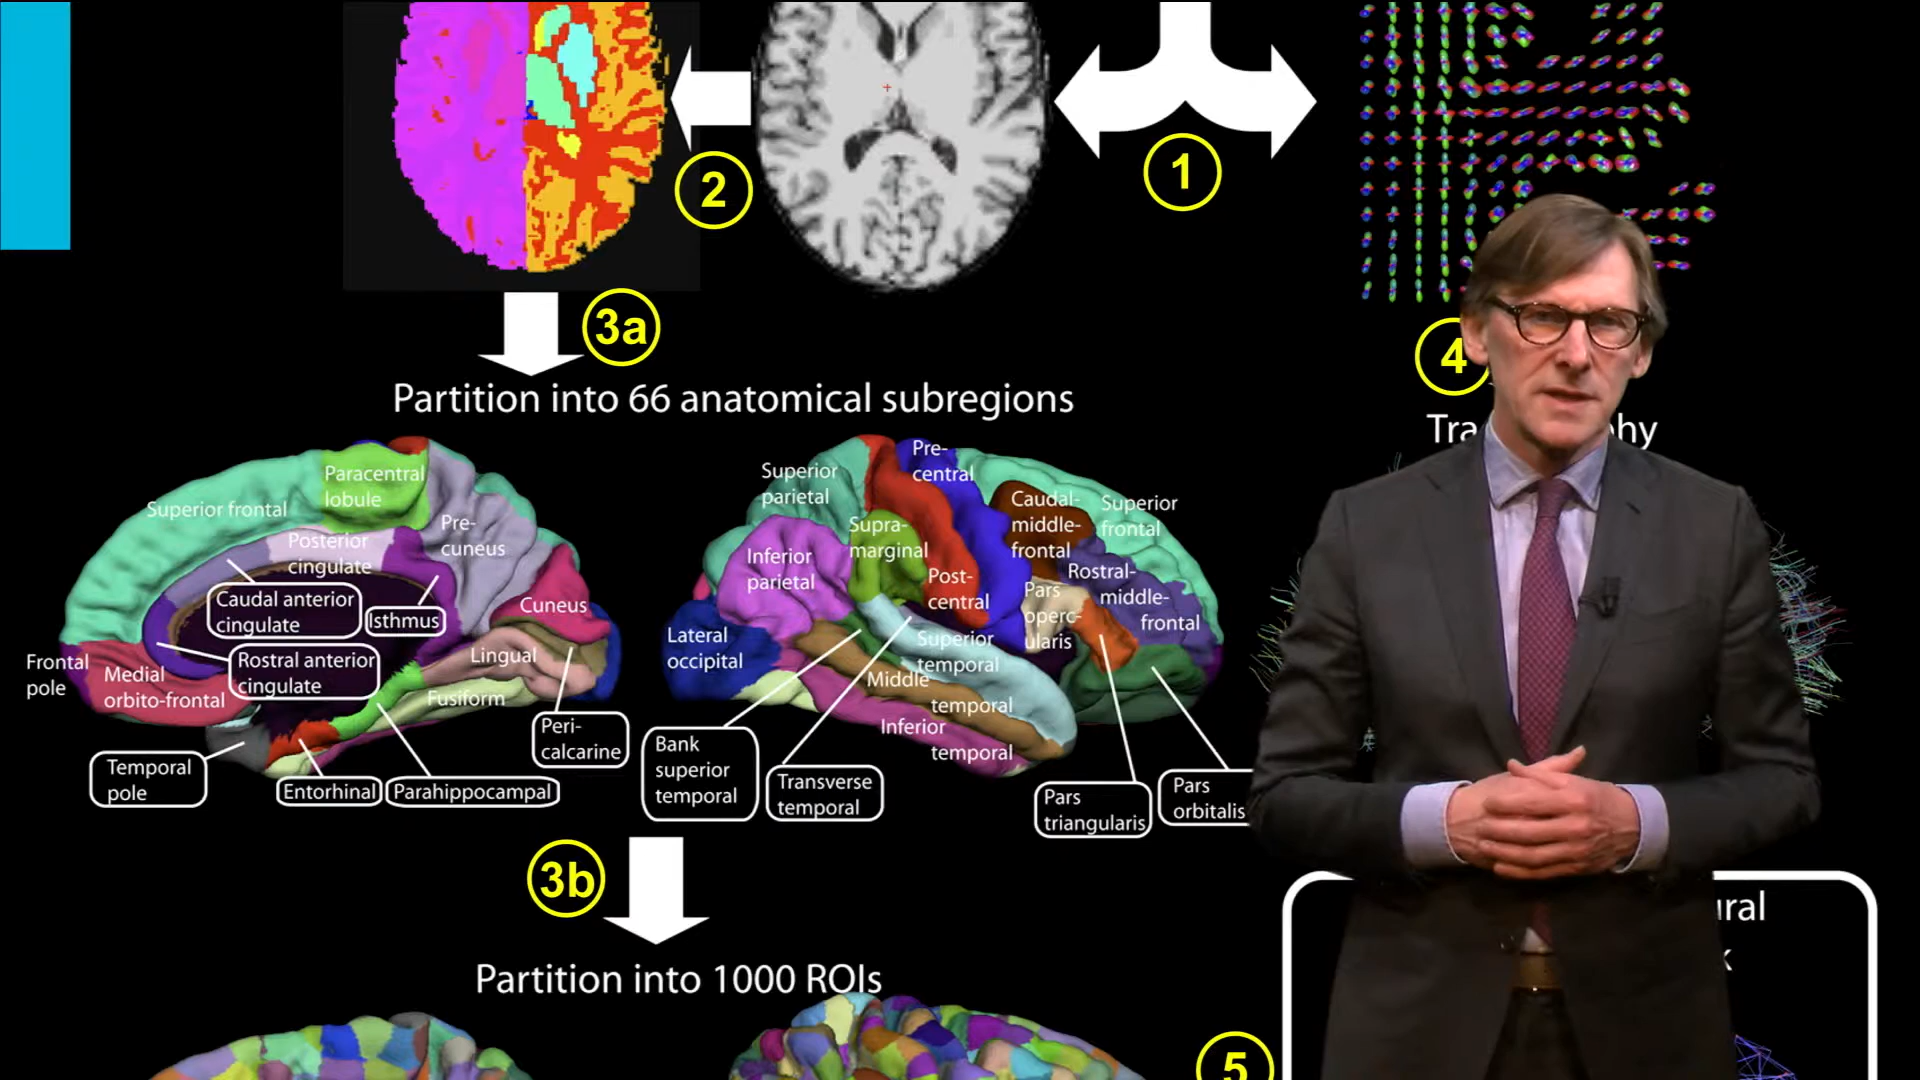 1
2
3a
4
Partition into 66 anatomical subregions
Superior frontal
Paracentral
lobule
Pre-
cuneus
Posterior
cingulate
Caudal anterior
cingulate
Isthmus
Cuneus
Rostral anterior
cingulate
Lingual
Frontal
pole
Medial
orbito-frontal
Fusiform
Peri-
calcarine
Temporal
pole
Entorhinal
Parahippocampal
Superior
parietal
Pre-
central
Caudal-
middle-
frontal
Superior
frontal
Supra-
marginal
Inferior
parietal
Post-
central
Rostral-
middle-
frontal
Pars
operc-
ularis
Lateral
occipital
Superior
temporal
Middle
temporal
Inferior
temporal
Bank
superior
temporal
Transverse
temporal
Pars
triangularis
Pars
orbitalis
3b
Partition into 1000 ROIs
5